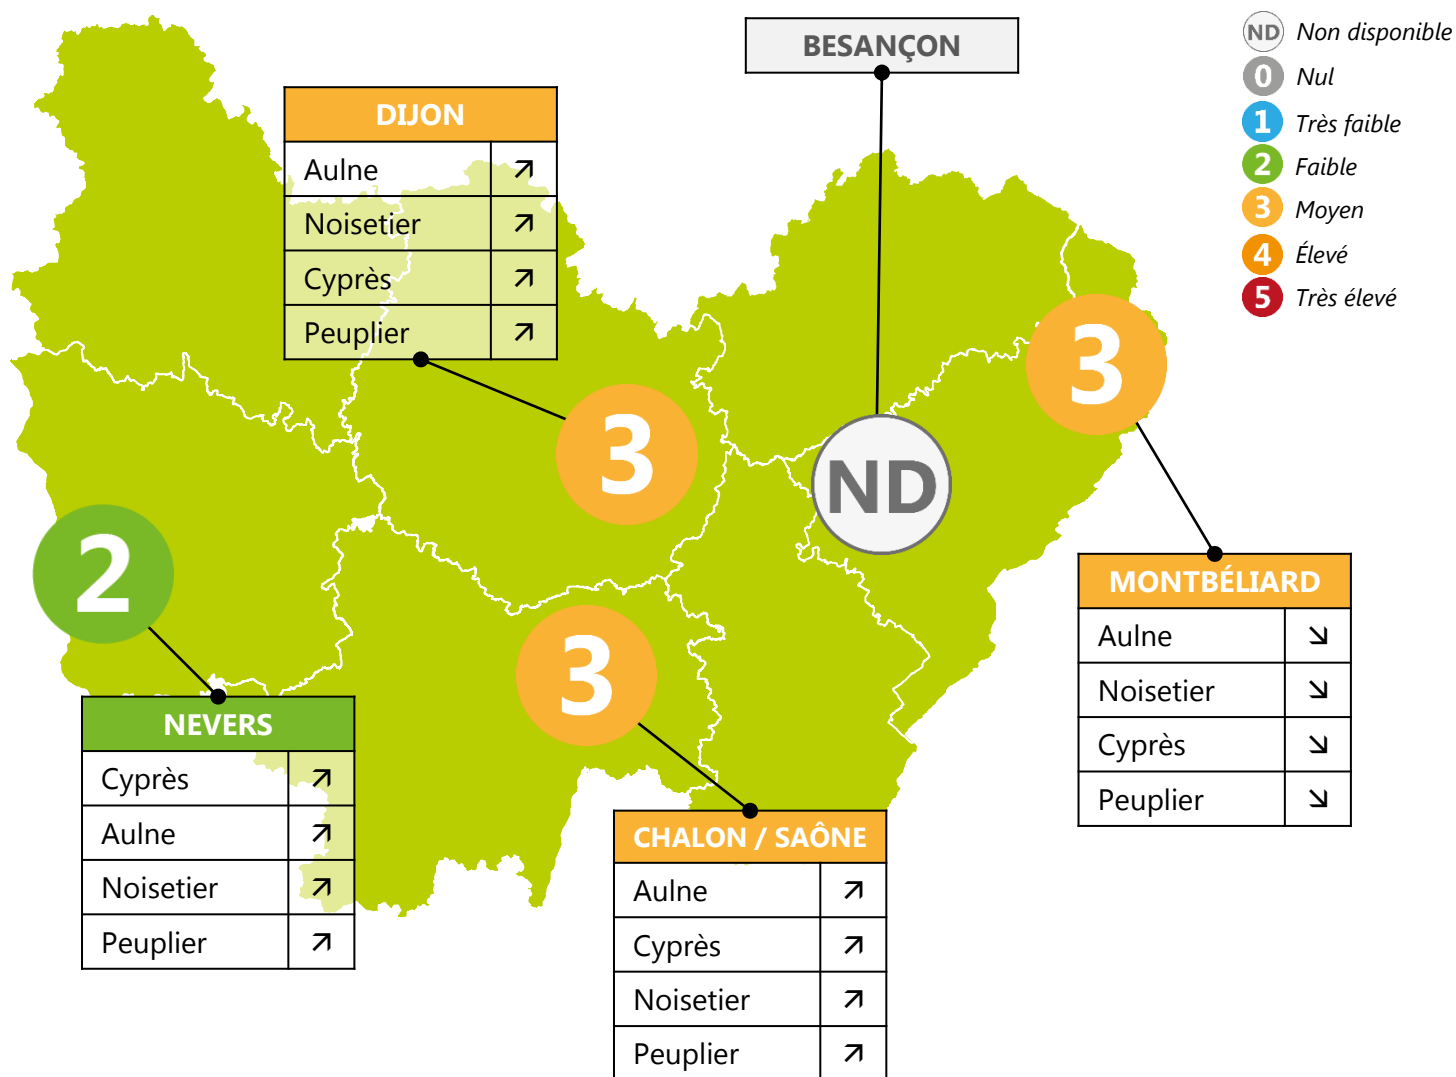 BESANÇON
ND Non disponible
0 Nul
1 Très faible
2 Faible
3 Moyen
4 Élevé
5 Très élevé
DIJON
Aulne ↗
Noisetier ↗
Cyprès ↗
Peuplier ↗
3
3
ND
2
3
MONTBÉLIARD
Aulne ↘
Noisetier ↘
Cyprès ↘
Peuplier ↘
NEVERS
Cyprès ↗
Aulne ↗
Noisetier ↗
Peuplier ↗
CHALON / SAÔNE
Aulne ↗
Cyprès ↗
Noisetier ↗
Peuplier ↗